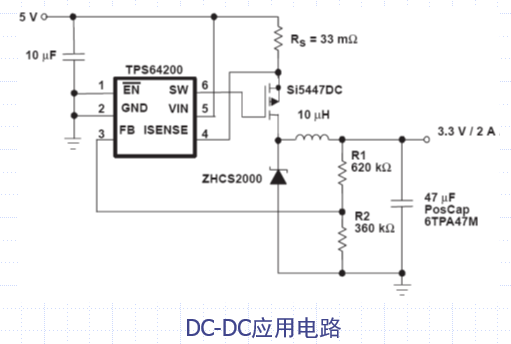 5 V
10 μF
TPS64200
RS = 33 mΩ
1 EN SW 6
2 GND VIN 5
3 FB ISENSE 4
Si5447DC
10 μH
3.3 V / 2 A
ZHCS2000
R1
620 kΩ
R2
360 kΩ
47 μF
PosCap
6TPA47M
DC-DC应用电路